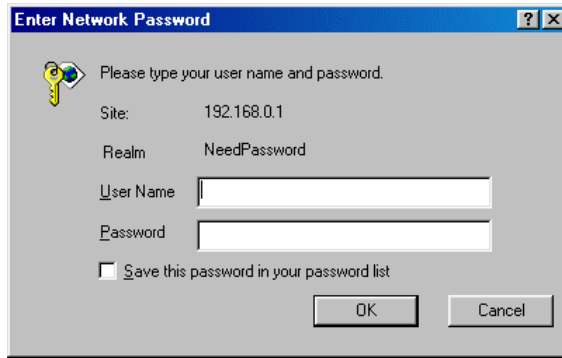 Enter Network Password
Please type your user name and password.
Site: 192.168.0.1
Realm NeedPassword
User Name
Password
Save this password in your password list
OK Cancel